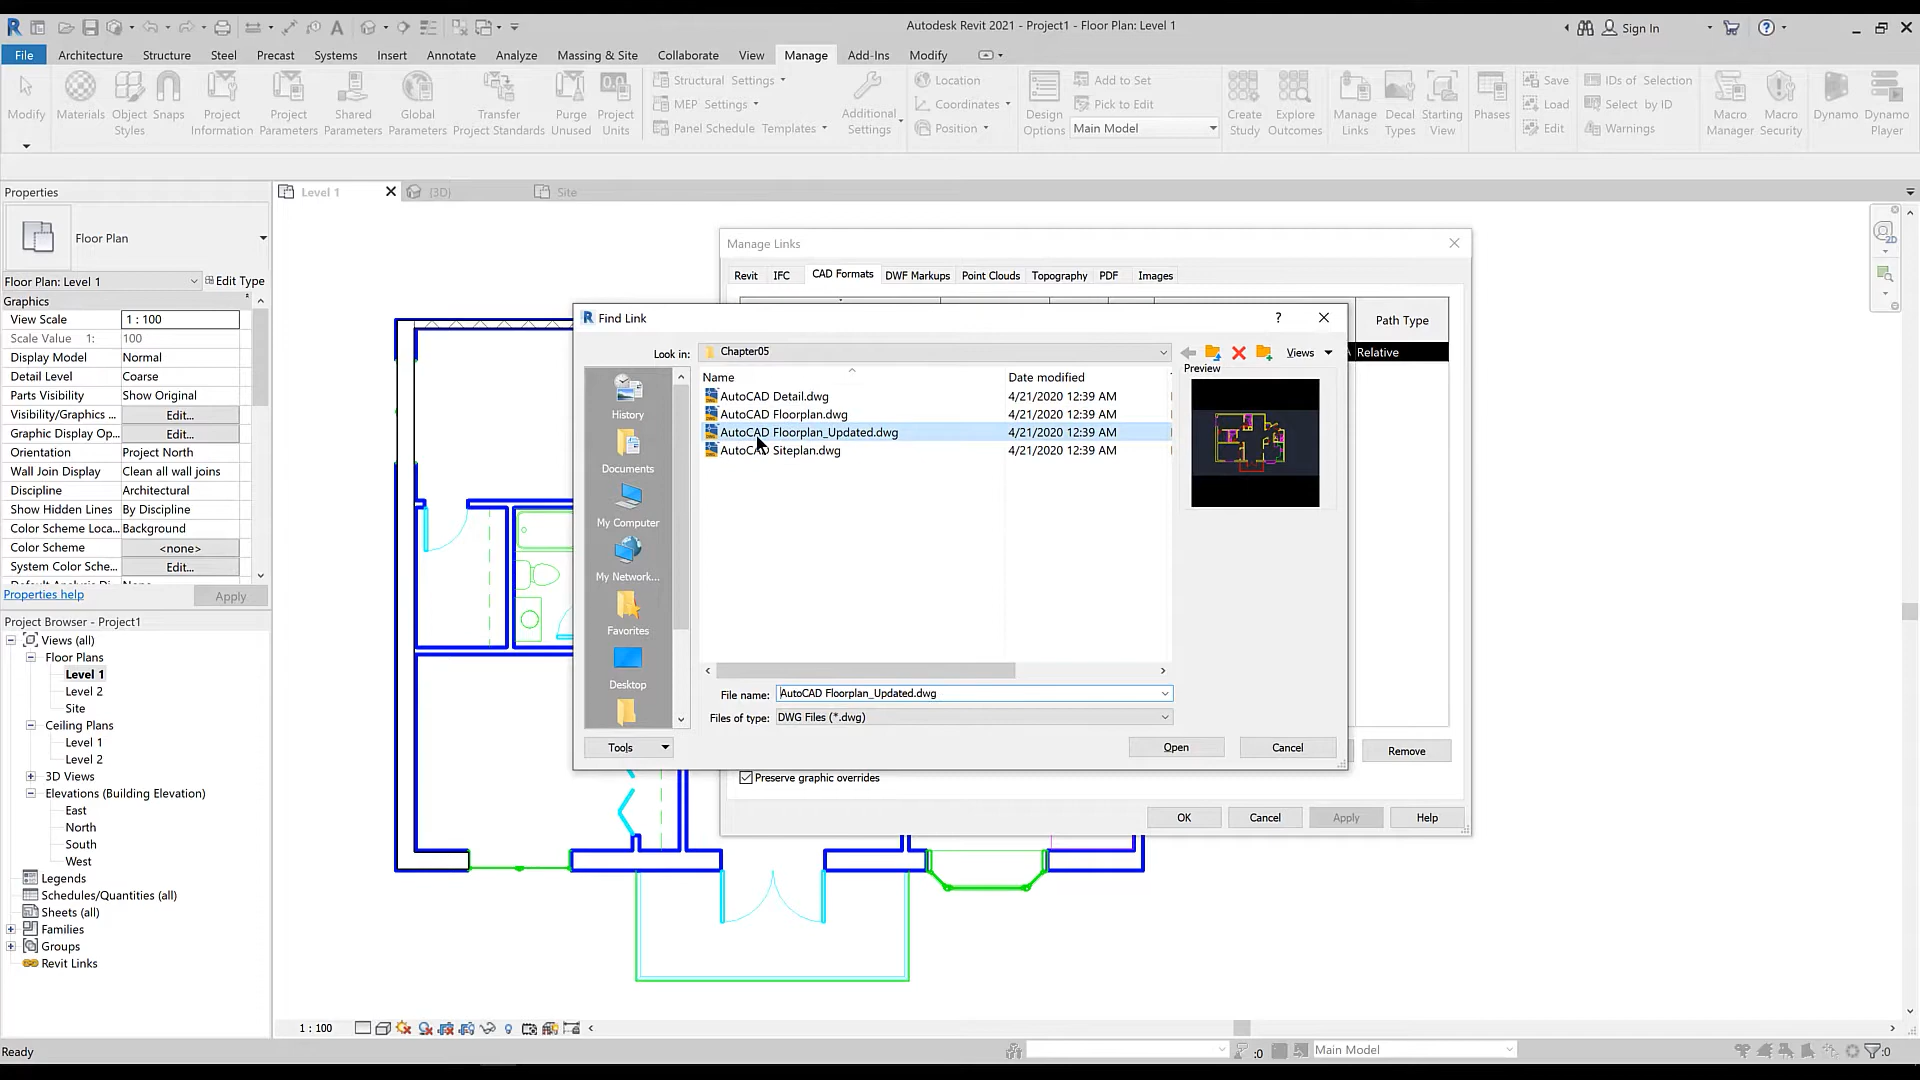 Autodesk Revit 2021 - Project1 - Floor Plan: Level 1
Sign In
File Architecture Structure Steel Precast Systems Insert Annotate Analyze Massing & Site Collaborate View Manage Add-Ins Modify
Modify
Materials
Object Styles
Snaps
Project Information
Project Parameters
Shared Parameters
Global Parameters
Transfer Project Standards
Purge Unused
Project Units
Structural Settings
MEP Settings
Panel Schedule Templates
Additional Settings
Location
Coordinates
Position
Design Options
Add to Set
Pick to Edit
Main Model
Create Study
Explore Outcomes
Manage Links
Decal Types
Starting View
Phases
Save
Load
Edit
IDs of Selection
Select by ID
Warnings
Macro Manager
Macro Security
Dynamo
Dynamo Player
Properties
Level 1
{3D}
Site
Floor Plan
Floor Plan: Level 1
Edit Type
Graphics
View Scale 1 : 100
Scale Value 1: 100
Display Model Normal
Detail Level Coarse
Parts Visibility Show Original
Visibility/Graphics ... Edit...
Graphic Display Op... Edit...
Orientation Project North
Wall Join Display Clean all wall joins
Discipline Architectural
Show Hidden Lines By Discipline
Color Scheme Loca... Background
Color Scheme <none>
System Color Sche... Edit...
Properties help
Apply
Project Browser - Project1
Views (all)
Floor Plans
Level 1
Level 2
Site
Ceiling Plans
Level 1
Level 2
3D Views
Elevations (Building Elevation)
East
North
South
West
Legends
Schedules/Quantities (all)
Sheets (all)
Families
Groups
Revit Links
Manage Links
Revit IFC CAD Formats DWF Markups Point Clouds Topography PDF Images
Path Type
Relative
Remove
Preserve graphic overrides
OK Cancel Apply Help
Find Link
?
Look in: Chapter05
Views
Name Date modified
AutoCAD Detail.dwg 4/21/2020 12:39 AM
AutoCAD Floorplan.dwg 4/21/2020 12:39 AM
AutoCAD Floorplan_Updated.dwg 4/21/2020 12:39 AM
AutoCAD Siteplan.dwg 4/21/2020 12:39 AM
Preview
History
Documents
My Computer
My Network...
Favorites
Desktop
File name: AutoCAD Floorplan_Updated.dwg
Files of type: DWG Files (*.dwg)
Tools
Open
Cancel
1 : 100
Ready
:0
Main Model
:0